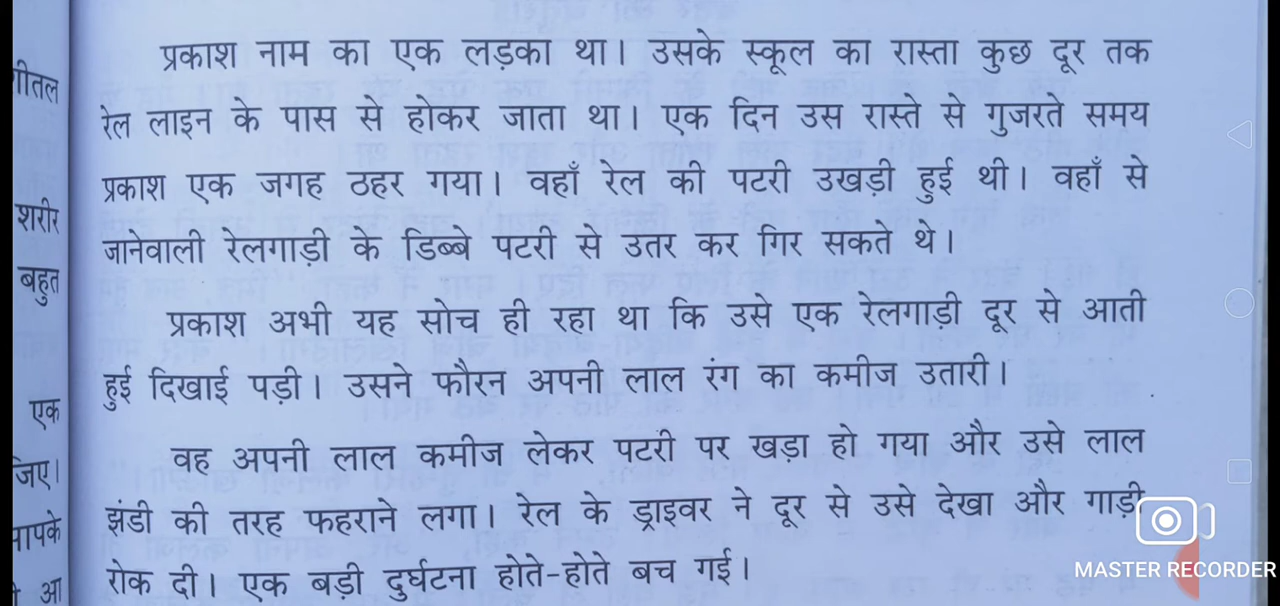 प्रकाश नाम का एक लड़का था। उसके स्कूल का रास्ता कुछ दूर तक
रेल लाइन के पास से होकर जाता था। एक दिन उस रास्ते से गुजरते समय
प्रकाश एक जगह ठहर गया। वहाँ रेल की पटरी उखड़ी हुई थी। वहाँ से
जानेवाली रेलगाड़ी के डिब्बे पटरी से उतर कर गिर सकते थे।
प्रकाश अभी यह सोच ही रहा था कि उसे एक रेलगाड़ी दूर से आती
हुई दिखाई पड़ी। उसने फौरन अपनी लाल रंग का कमीज उतारी।
वह अपनी लाल कमीज लेकर पटरी पर खडा हो गया और उसे लाल
झंडी की तरह फहराने लगा। रेल के ड्राइवर ने दूर से उसे देखा और गाड़ी
रोक दी। एक बड़ी दुर्घटना होते-होते बच गई।
शरीर
बहुत
एक
आ
MASTER RECORDER